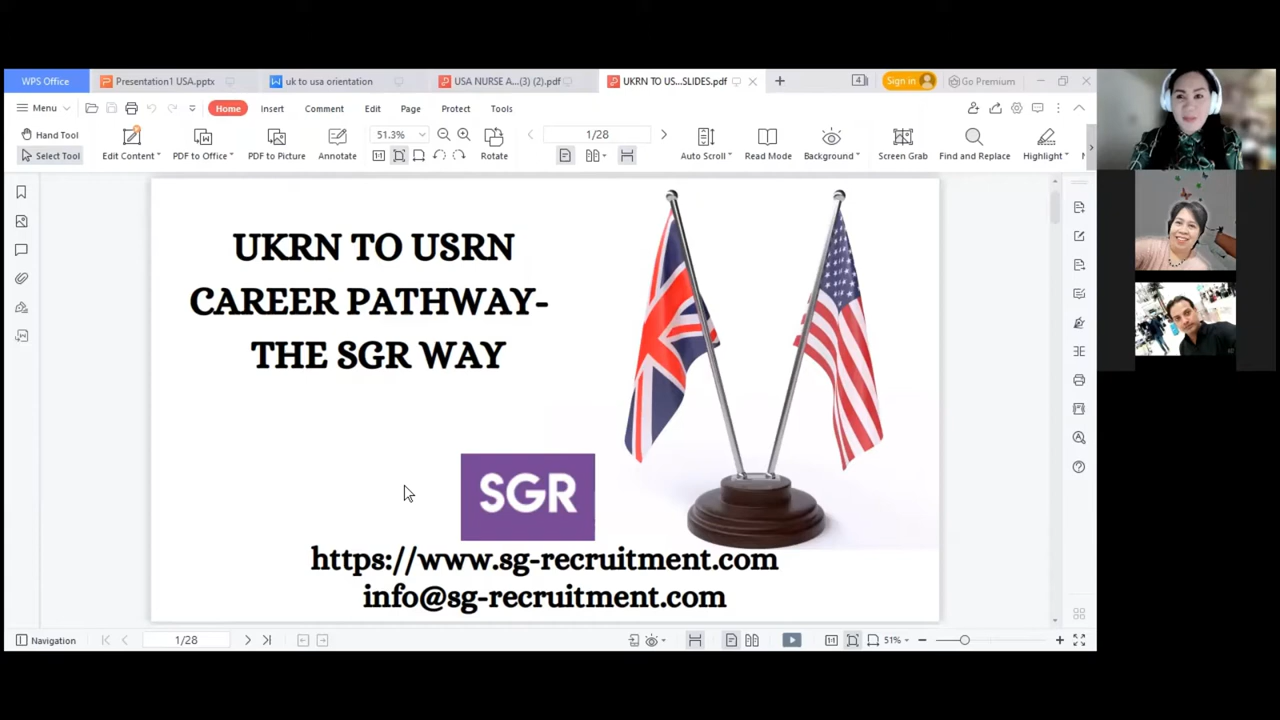 WPS Office
Presentation1 USA.pptx
uk to usa orientation
USA NURSE A...(3) (2).pdf
UKRN TO US...SLIDES.pdf
4
Sign in
Go Premium
Menu
Home
Insert
Comment
Edit
Page
Protect
Tools
Hand Tool
Select Tool
Edit Content
PDF to Office
PDF to Picture
Annotate
51.3%
Rotate
1/28
Auto Scroll
Read Mode
Background
Screen Grab
Find and Replace
Highlight
UKRN TO USRN
CAREER PATHWAY-
THE SGR WAY
SGR
https://www.sg-recruitment.com
info@sg-recruitment.com
Navigation
1/28
51%